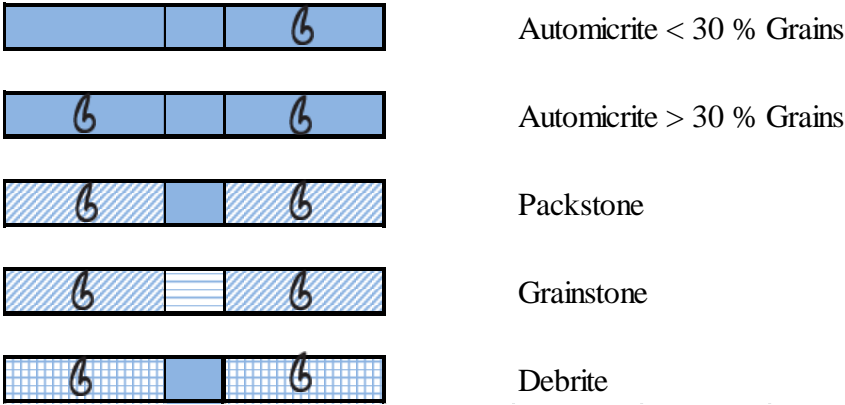 Automicrite < 30 % Grains
Automicrite > 30 % Grains
Packstone
Grainstone
Debrite